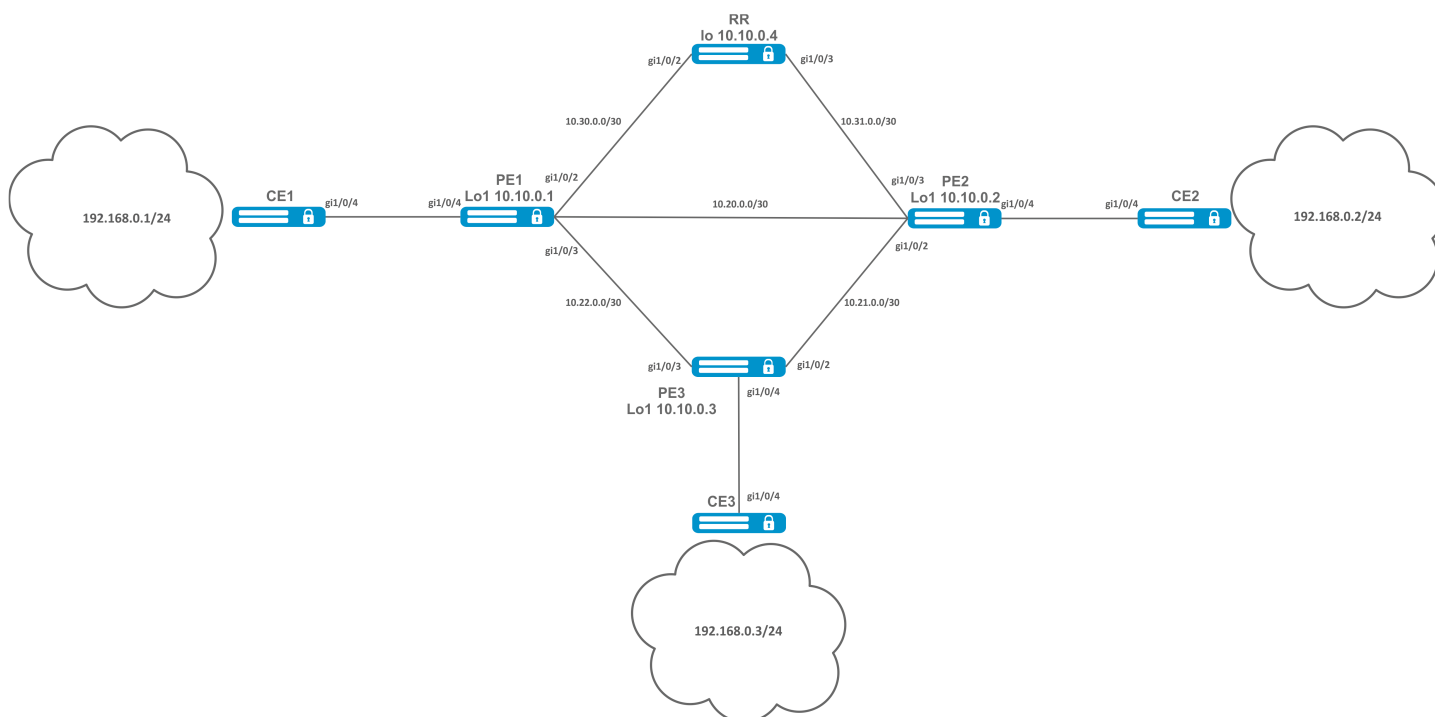 RR
lo 10.10.0.4
gi1/0/2
gi1/0/3
10.30.0.0/30
10.31.0.0/30
gi1/0/2
gi1/0/3
PE1
Lo1 10.10.0.1
PE2
Lo1 10.10.0.2
CE1
CE2
gi1/0/4
gi1/0/4
10.20.0.0/30
gi1/0/4
gi1/0/4
192.168.0.1/24
192.168.0.2/24
gi1/0/3
gi1/0/2
10.22.0.0/30
10.21.0.0/30
gi1/0/3
gi1/0/2
PE3
Lo1 10.10.0.3
gi1/0/4
CE3
gi1/0/4
192.168.0.3/24